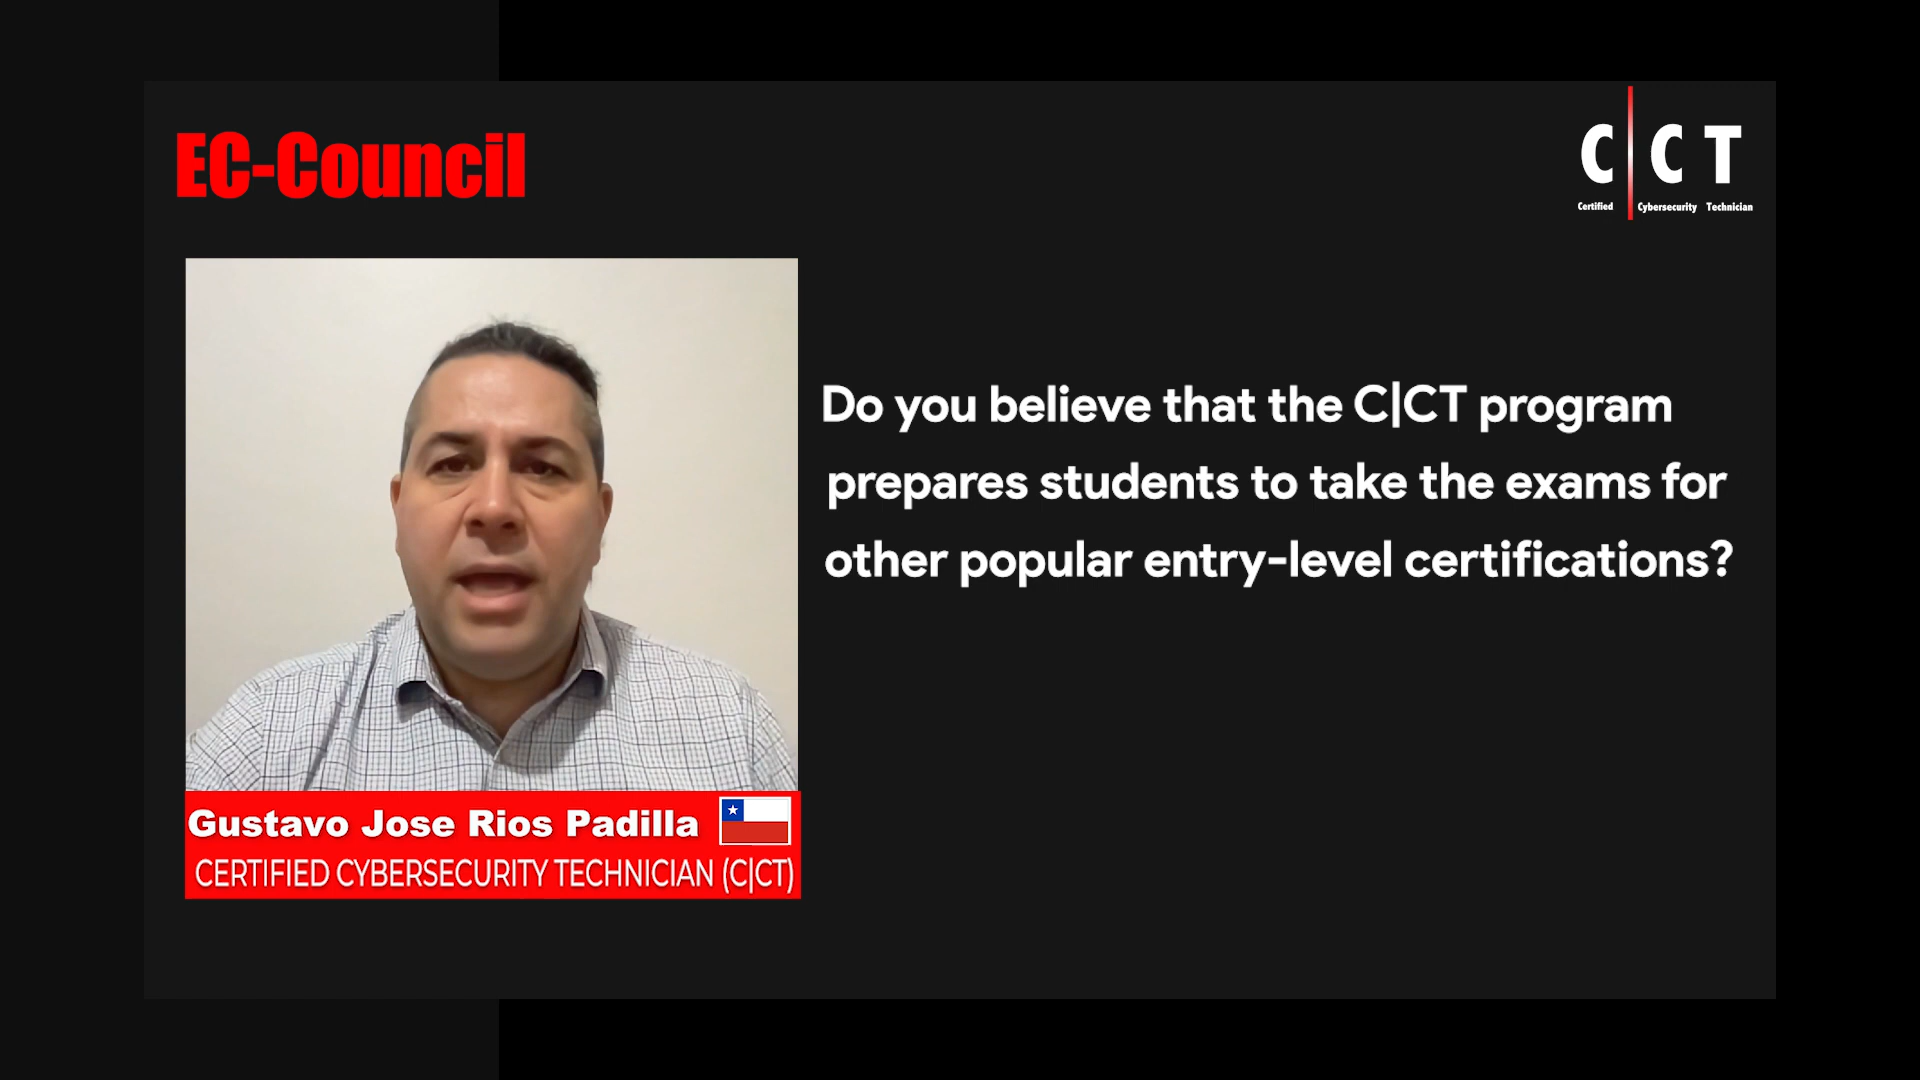 EC-Council
C|CT
Certified Cybersecurity Technician
Do you believe that the C|CT program
prepares students to take the exams for
other popular entry-level certifications?
Gustavo Jose Rios Padilla
CERTIFIED CYBERSECURITY TECHNICIAN (C|CT)